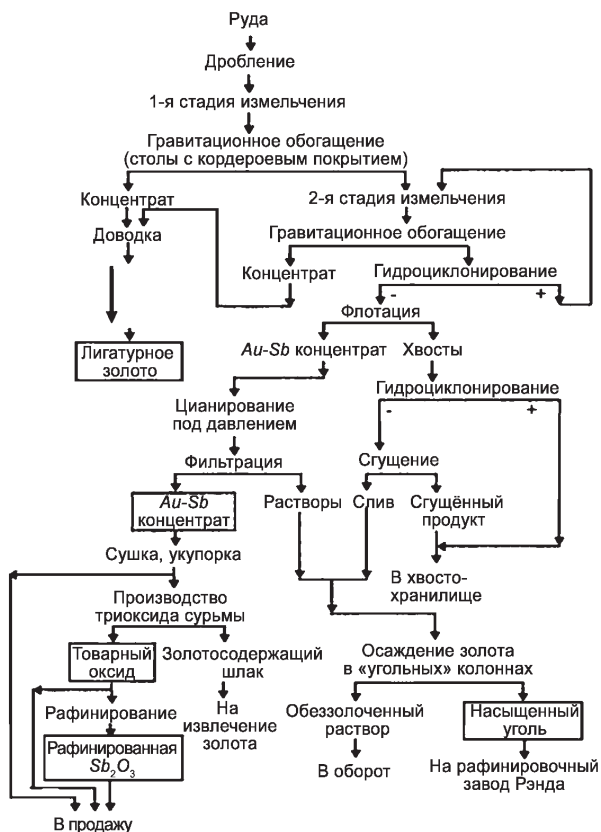 Руда
Дробление
1-я стадия измельчения
Гравитационное обогащение
(столы с кордероевым покрытием)
Концентрат
2-я стадия измельчения
Доводка
Гравитационное обогащение
Концентрат
Гидроциклонирование
- +
Флотация
Лигатурное
золото
Au-Sb концентрат
Хвосты
Гидроциклонирование
- +
Цианирование
под давлением
Фильтрация
Сгущение
Au-Sb
концентрат
Растворы
Слив
Сгущённый
продукт
Сушка, укупорка
В хвосто-
хранилище
Производство
триоксида сурьмы
Товарный
оксид
Золотосодержащий
шлак
Осаждение золота
в «угольных» колоннах
Рафинирование
На
извлечение
золота
Обеззолоченный
раствор
Насыщенный
уголь
Рафинированная
Sb2O3
В оборот
На рафинировочный
завод Рэнда
В продажу